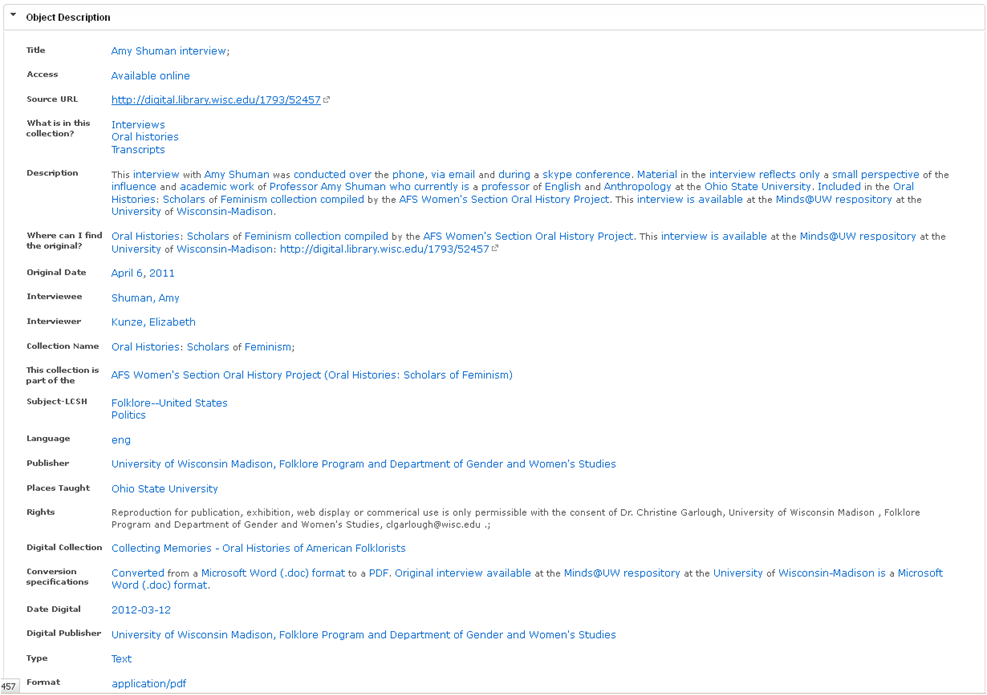 Object Description
Title Amy Shuman interview;
Access Available online
Source URL http://digital.library.wisc.edu/1793/52457
What is in this collection? Interviews
Oral histories
Transcripts
Description This interview with Amy Shuman was conducted over the phone, via email and during a skype conference. Material in the interview reflects only a small perspective of the
influence and academic work of Professor Amy Shuman who currently is a professor of English and Anthropology at the Ohio State University. Included in the Oral
Histories: Scholars of Feminism collection compiled by the AFS Women's Section Oral History Project. This interview is available at the Minds@UW respository at the
University of Wisconsin-Madison.
Where can I find the original? Oral Histories: Scholars of Feminism collection compiled by the AFS Women's Section Oral History Project. This interview is available at the Minds@UW respository at the
University of Wisconsin-Madison: http://digital.library.wisc.edu/1793/52457
Original Date April 6, 2011
Interviewee Shuman, Amy
Interviewer Kunze, Elizabeth
Collection Name Oral Histories: Scholars of Feminism;
This collection is part of the AFS Women's Section Oral History Project (Oral Histories: Scholars of Feminism)
Subject-LCSH Folklore--United States
Politics
Language eng
Publisher University of Wisconsin Madison, Folklore Program and Department of Gender and Women's Studies
Places Taught Ohio State University
Rights Reproduction for publication, exhibition, web display or commerical use is only permissible with the consent of Dr. Christine Garlough, University of Wisconsin Madison , Folklore
Program and Department of Gender and Women's Studies, clgarlough@wisc.edu .;
Digital Collection Collecting Memories - Oral Histories of American Folklorists
Conversion specifications Converted from a Microsoft Word (.doc) format to a PDF. Original interview available at the Minds@UW respository at the University of Wisconsin-Madison is a Microsoft
Word (.doc) format.
Date Digital 2012-03-12
Digital Publisher University of Wisconsin Madison, Folklore Program and Department of Gender and Women's Studies
Type Text
457 Format application/pdf